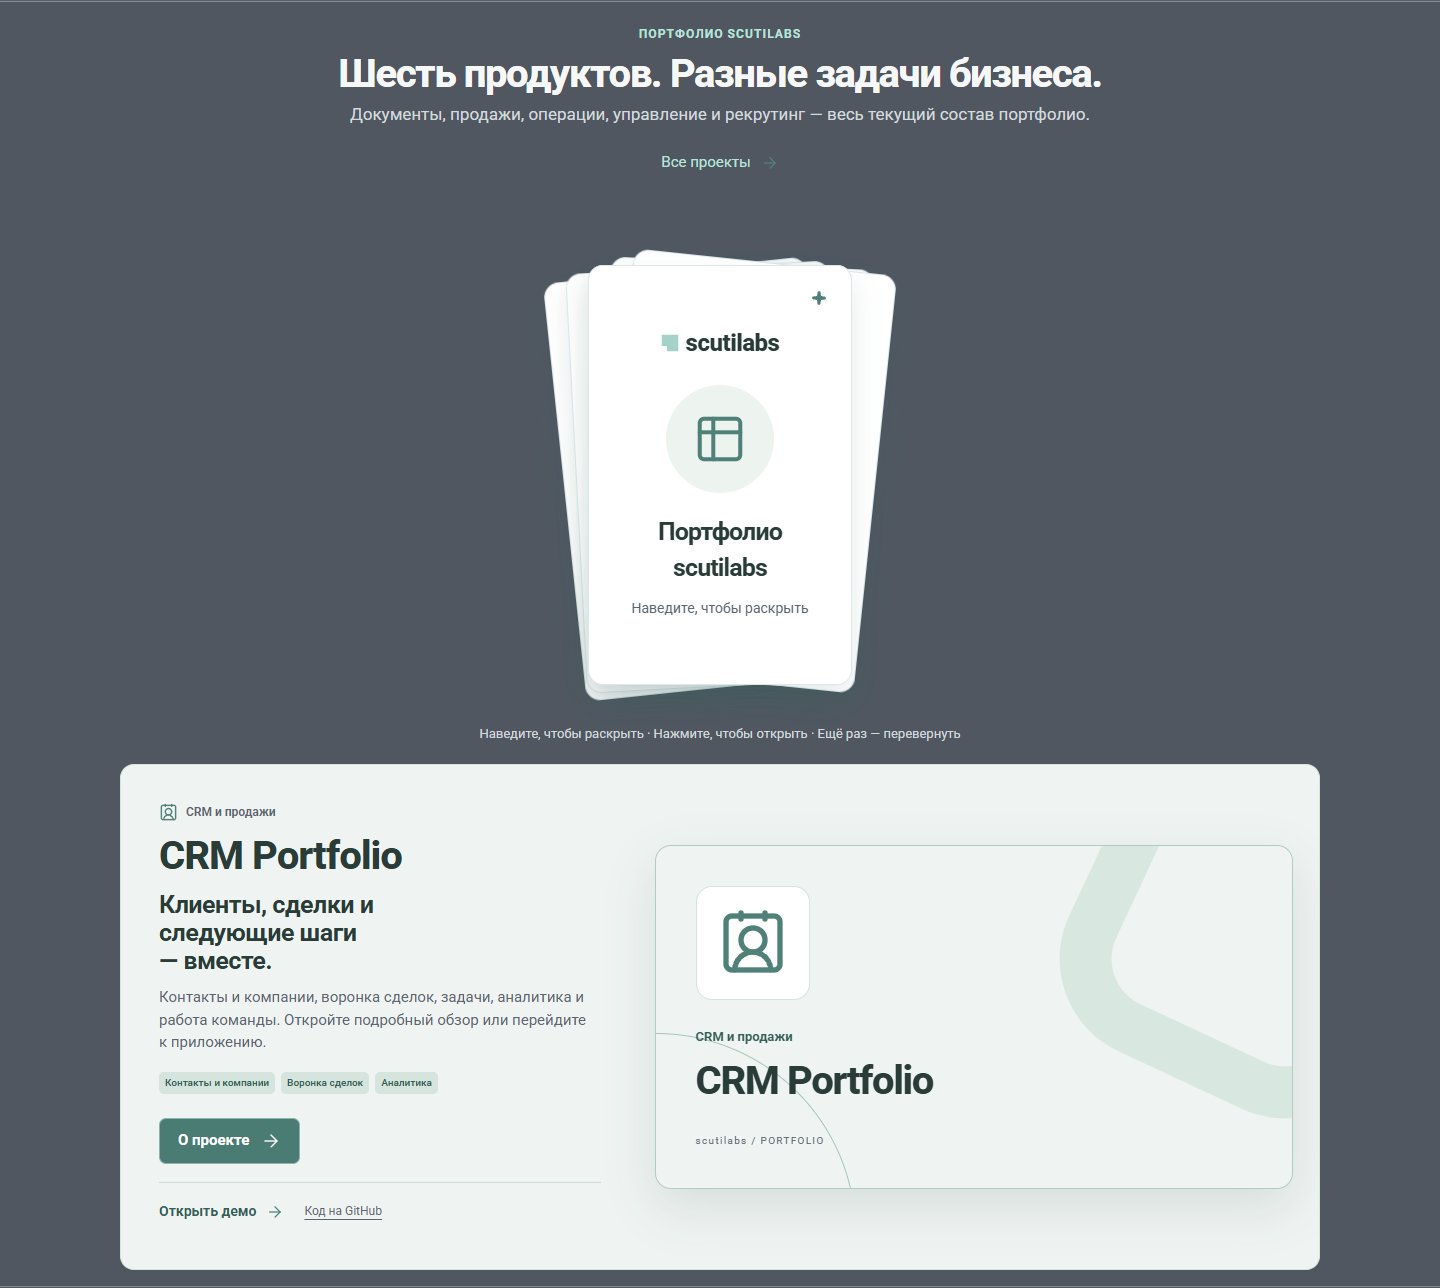 ПОРТФОЛИО SCUTILABS
Шесть продуктов. Разные задачи бизнеса.
Документы, продажи, операции, управление и рекрутинг — весь текущий состав портфолио.
Все проекты
scutilabs
Портфолио
scutilabs
Наведите, чтобы раскрыть
Наведите, чтобы раскрыть · Нажмите, чтобы открыть · Ещё раз — перевернуть
CRM и продажи
CRM Portfolio
Клиенты, сделки и
следующие шаги
— вместе.
Контакты и компании, воронка сделок, задачи, аналитика и
работа команды. Откройте подробный обзор или перейдите
к приложению.
Контакты и компании Воронка сделок Аналитика
О проекте
Открыть демо Код на GitHub
CRM и продажи
CRM Portfolio
scutilabs / PORTFOLIO